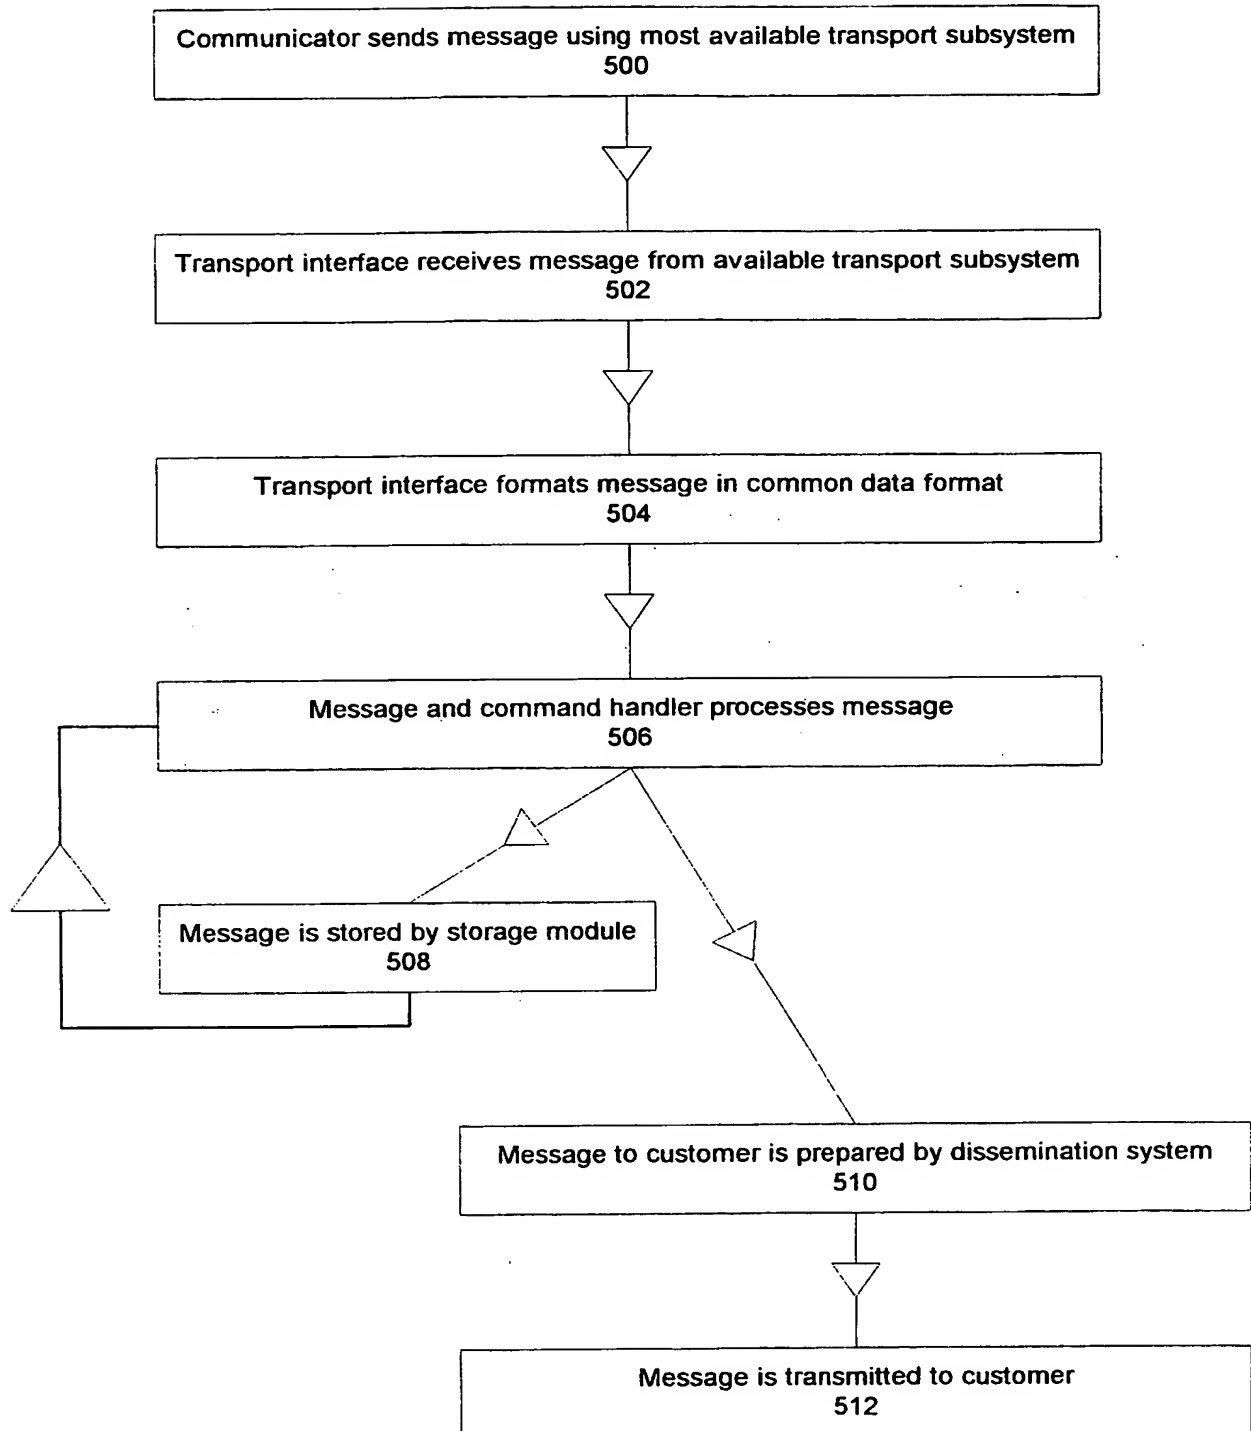 Communicator sends message using most available transport subsystem
500
Transport interface receives message from available transport subsystem
502
Transport interface formats message in common data format
504
Message and command handler processes message
506
Message is stored by storage module
508
Message to customer is prepared by dissemination system
510
Message is transmitted to customer
512